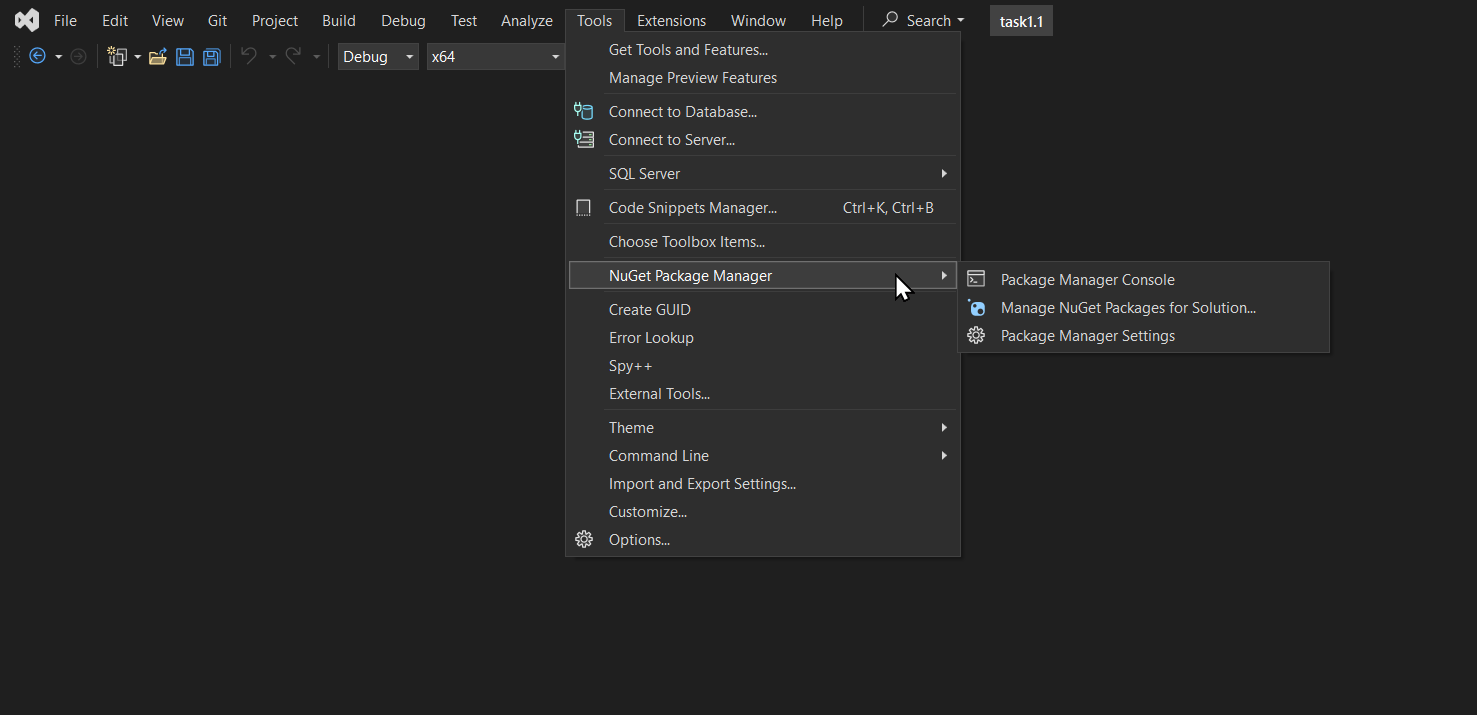 File Edit View Git Project Build Debug Test Analyze Tools Extensions Window Help Search task1.1
Debug x64
Get Tools and Features...
Manage Preview Features
Connect to Database...
Connect to Server...
SQL Server
Code Snippets Manager... Ctrl+K, Ctrl+B
Choose Toolbox Items...
NuGet Package Manager
Package Manager Console
Manage NuGet Packages for Solution...
Package Manager Settings
Create GUID
Error Lookup
Spy++
External Tools...
Theme
Command Line
Import and Export Settings...
Customize...
Options...